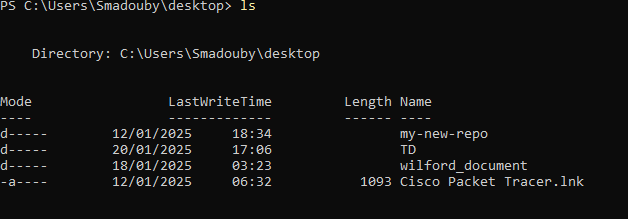 PS C:\Users\Smadouby\desktop> ls
Directory: C:\Users\Smadouby\desktop
Mode LastWriteTime Length Name
---- ------------- ------ ----
d----- 12/01/2025 18:34 my-new-repo
d----- 20/01/2025 17:06 TD
d----- 18/01/2025 03:23 wilford_document
-a---- 12/01/2025 06:32 1093 Cisco Packet Tracer.lnk